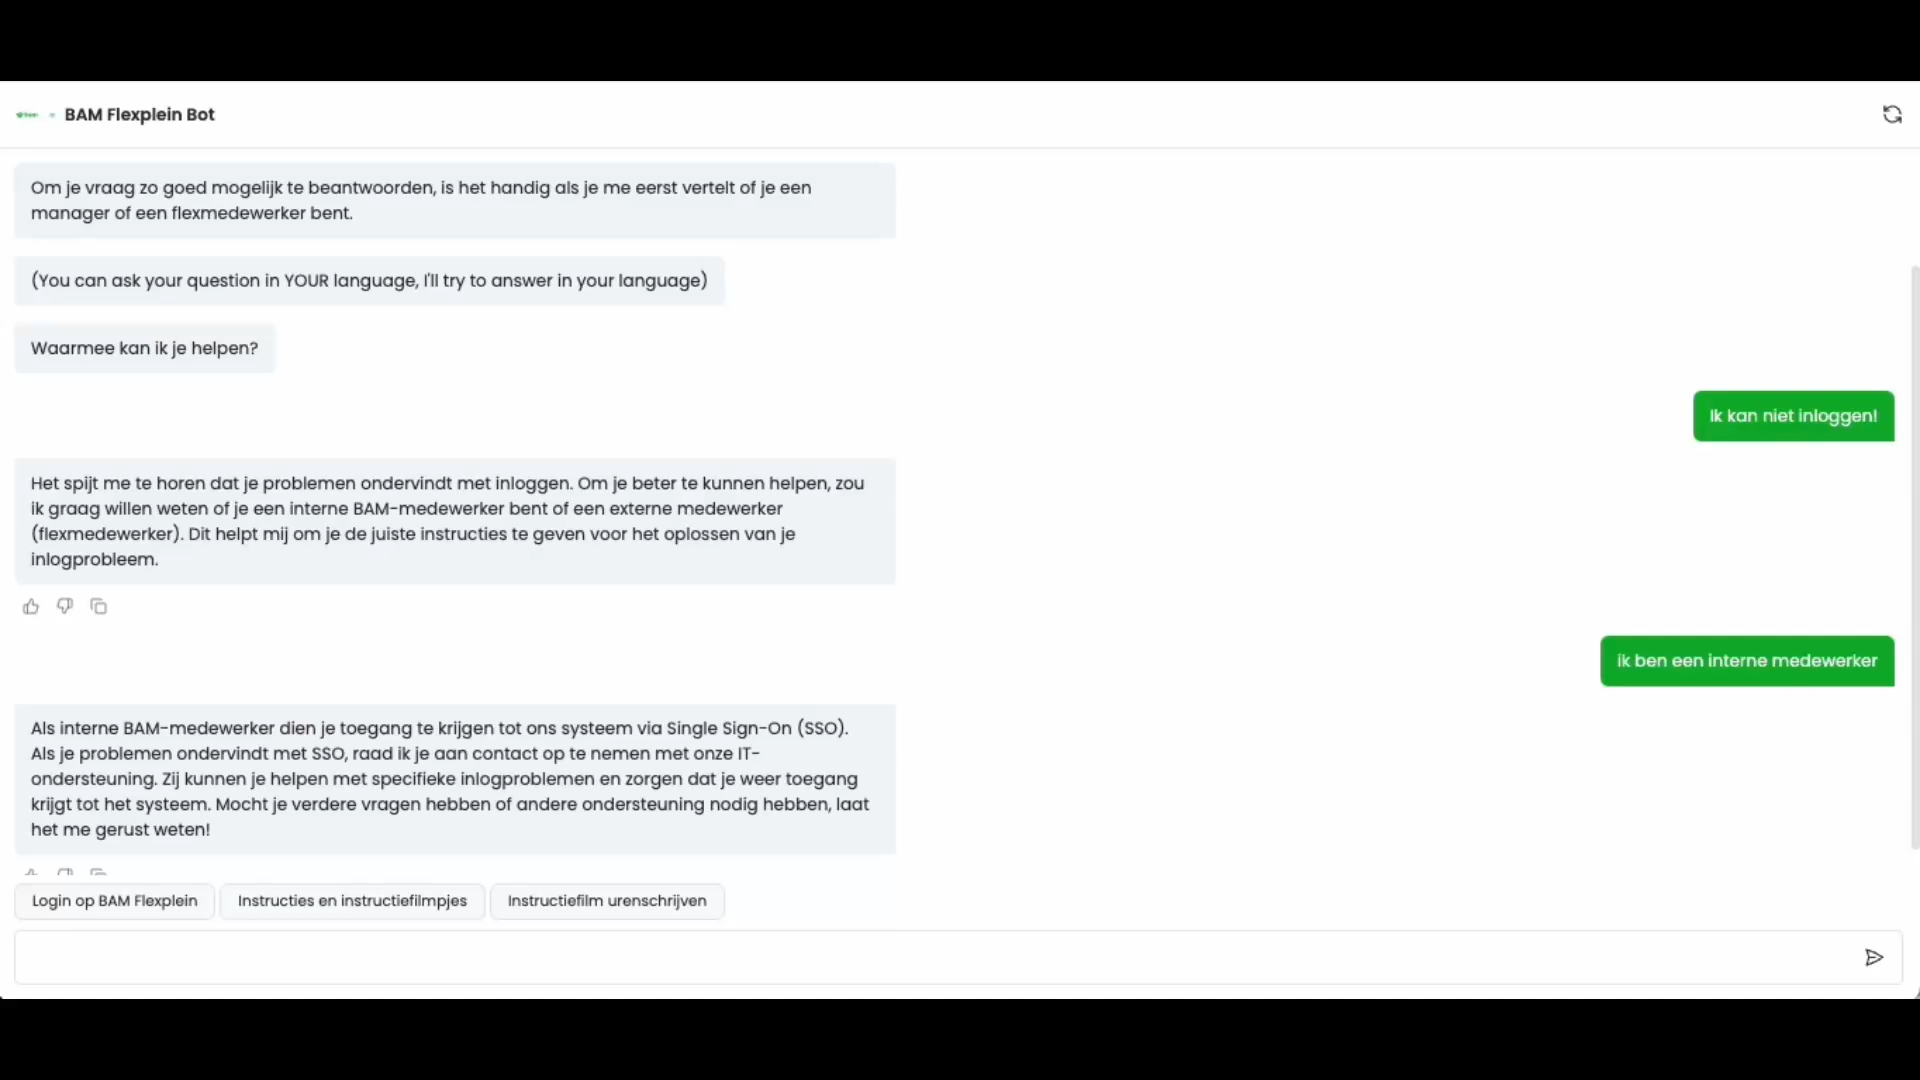 BAM Flexplein Bot
Om je vraag zo goed mogelijk te beantwoorden, is het handig als je me eerst vertelt of je een
manager of een flexmedewerker bent.
(You can ask your question in YOUR language, I'll try to answer in your language)
Waarmee kan ik je helpen?
Ik kan niet inloggen!
Het spijt me te horen dat je problemen ondervindt met inloggen. Om je beter te kunnen helpen, zou
ik graag willen weten of je een interne BAM-medewerker bent of een externe medewerker
(flexmedewerker). Dit helpt mij om je de juiste instructies te geven voor het oplossen van je
inlogprobleem.
ik ben een interne medewerker
Als interne BAM-medewerker dien je toegang te krijgen tot ons systeem via Single Sign-On (SSO).
Als je problemen ondervindt met SSO, raad ik je aan contact op te nemen met onze IT-
ondersteuning. Zij kunnen je helpen met specifieke inlogproblemen en zorgen dat je weer toegang
krijgt tot het systeem. Mocht je verdere vragen hebben of andere ondersteuning nodig hebben, laat
het me gerust weten!
Login op BAM Flexplein
Instructies en instructiefilmpjes
Instructiefilm urenschrijven